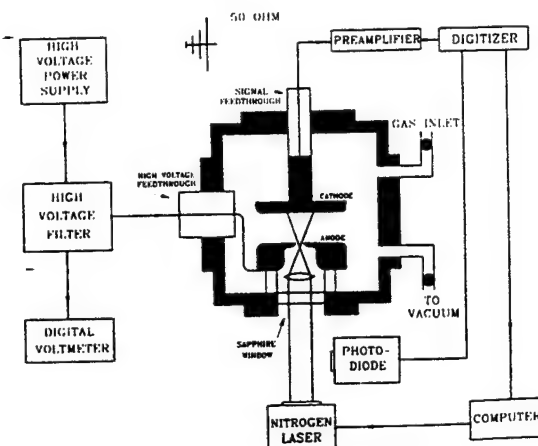 50 OHM
HIGH
VOLTAGE
POWER
SUPPLY
PREAMPLIFIER
DIGITIZER
SIGNAL
FEEDTHROUGH
GAS INLET
HIGH VOLTAGE
FEEDTHROUGH
CATHODE
HIGH
VOLTAGE
FILTER
ANODE
TO
VACUUM
DIGITAL
VOLTMETER
SAPPHIRE
WINDOW
PHOTO-
DIODE
NITROGEN
LASER
COMPUTER